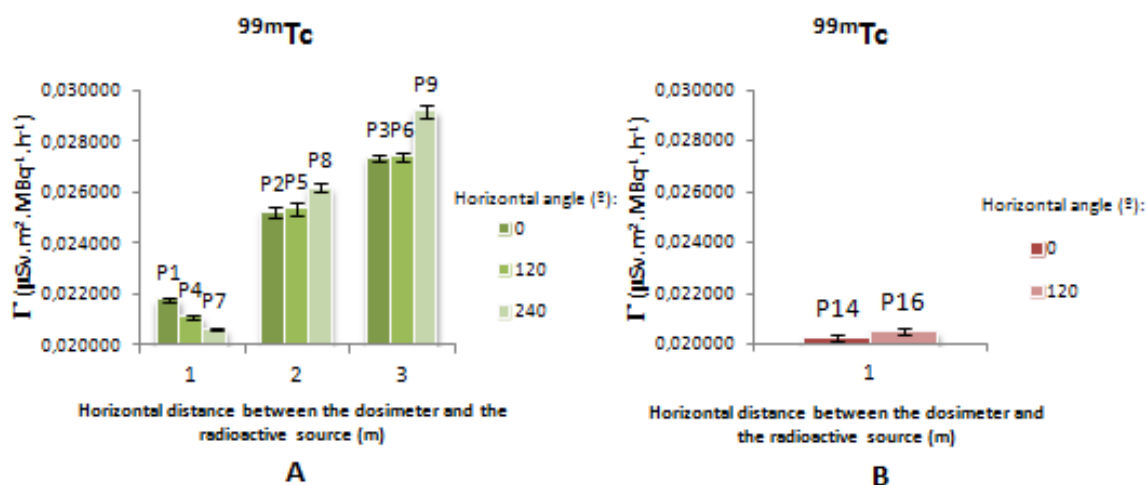 ⁹⁹ᵐTc
Γ (µSv.m².MBq⁻¹.h⁻¹)
0,030000
0,028000
0,026000
0,024000
0,022000
0,020000
P1
P4
P7
P2
P5
P8
P3
P6
P9
1
2
3
Horizontal distance between the dosimeter and the
radioactive source (m)
Horizontal angle (º):
0
120
240
A
⁹⁹ᵐTc
Γ (µSv.m².MBq⁻¹.h⁻¹)
0,030000
0,028000
0,026000
0,024000
0,022000
0,020000
P14
P16
1
Horizontal distance between the dosimeter and
the radioactive source (m)
Horizontal angle (º):
0
120
B